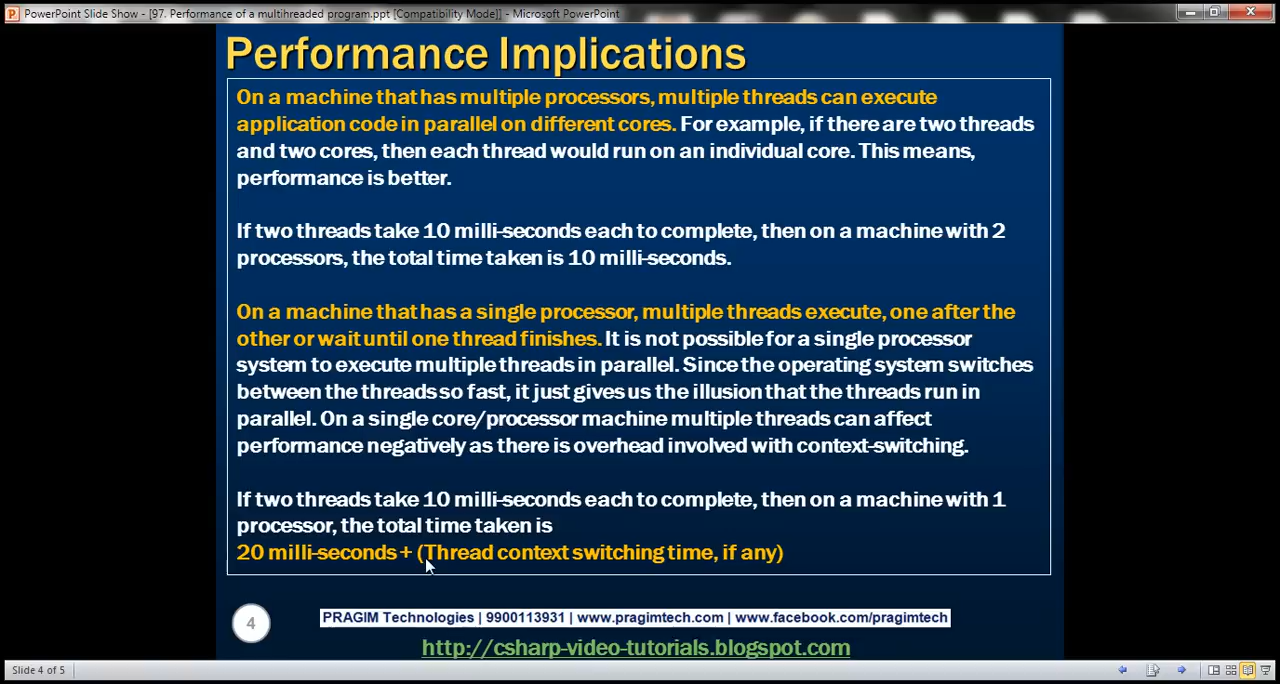 PowerPoint Slide Show - [97. Performance of a multihreaded program.ppt [Compatibility Mode]] - Microsoft PowerPoint
Performance Implications
On a machine that has multiple processors, multiple threads can execute
application code in parallel on different cores. For example, if there are two threads
and two cores, then each thread would run on an individual core. This means,
performance is better.
If two threads take 10 milli-seconds each to complete, then on a machine with 2
processors, the total time taken is 10 milli-seconds.
On a machine that has a single processor, multiple threads execute, one after the
other or wait until one thread finishes. It is not possible for a single processor
system to execute multiple threads in parallel. Since the operating system switches
between the threads so fast, it just gives us the illusion that the threads run in
parallel. On a single core/processor machine multiple threads can affect
performance negatively as there is overhead involved with context-switching.
If two threads take 10 milli-seconds each to complete, then on a machine with 1
processor, the total time taken is
20 milli-seconds + (Thread context switching time, if any)
4
PRAGIM Technologies | 9900113931 | www.pragimtech.com | www.facebook.com/pragimtech
http://csharp-video-tutorials.blogspot.com
Slide 4 of 5